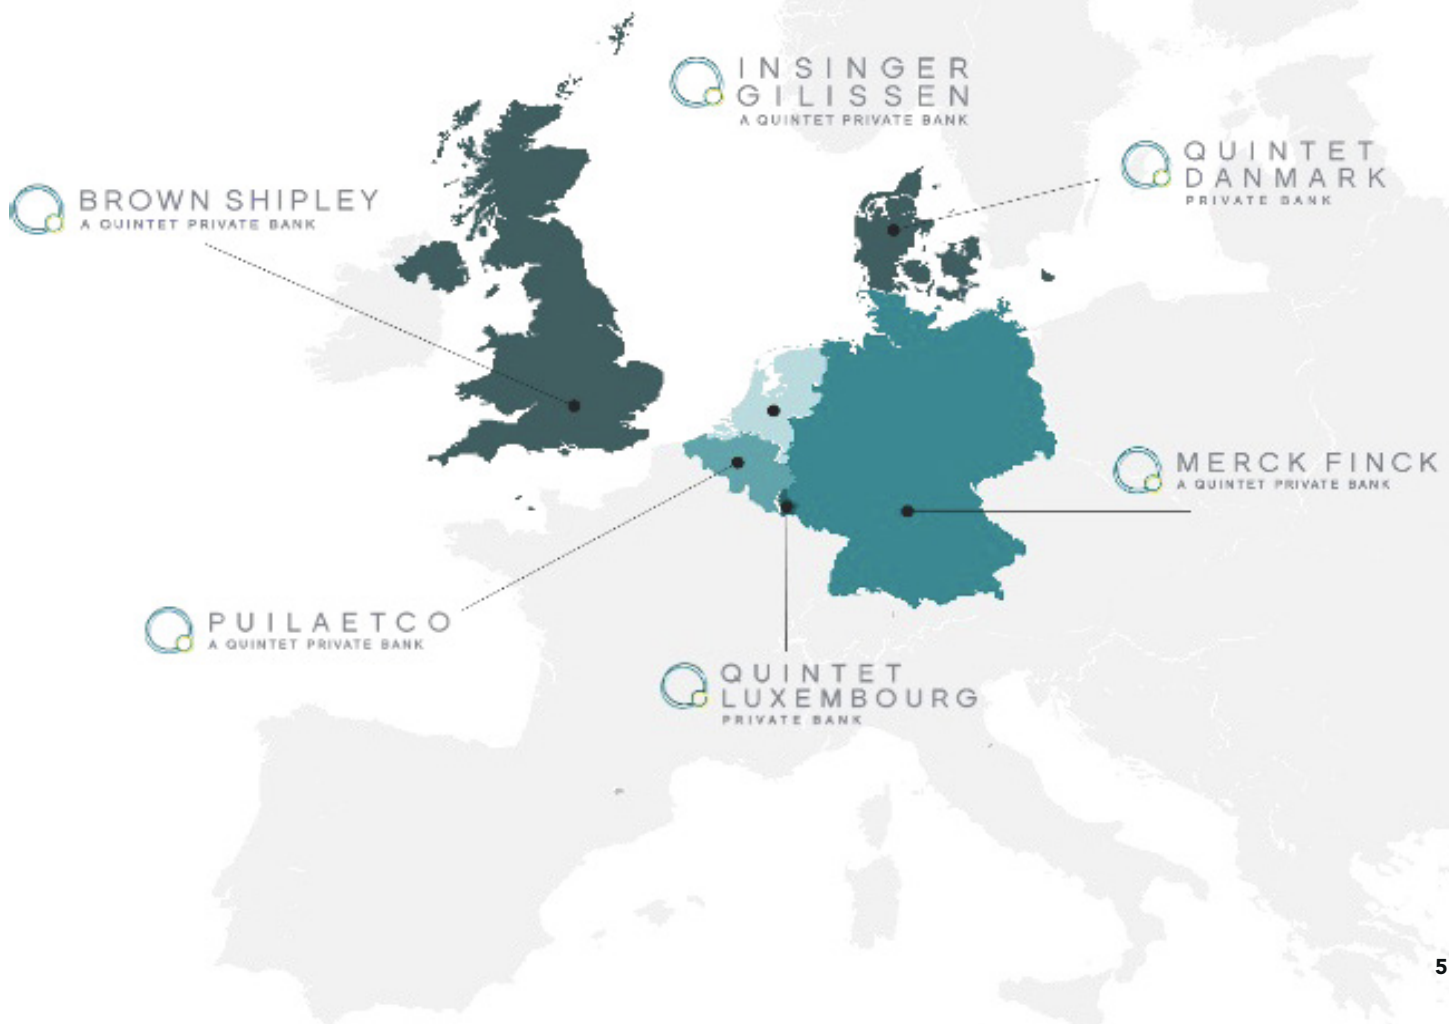 INSINGER
GILISSEN
A QUINTET PRIVATE BANK
QUINTET
DANMARK
PRIVATE BANK
BROWN SHIPLEY
A QUINTET PRIVATE BANK
MERCK FINCK
A QUINTET PRIVATE BANK
PUILAETCO
A QUINTET PRIVATE BANK
QUINTET
LUXEMBOURG
PRIVATE BANK
5